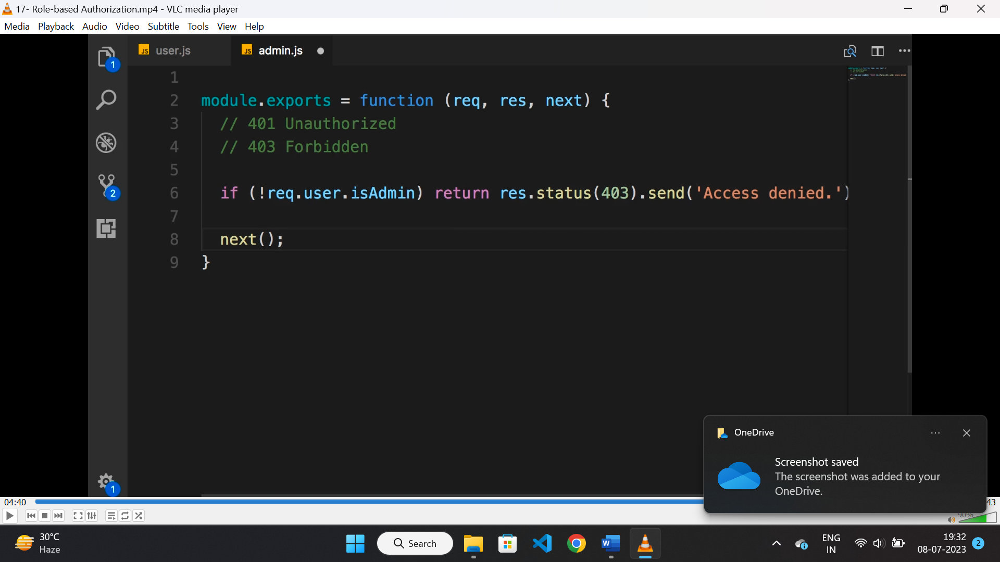 17- Role-based Authorization.mp4 - VLC media player
Media Playback Audio Video Subtitle Tools View Help
1
JS user.js
JS admin.js
1
2 module.exports = function (req, res, next) {
3 // 401 Unauthorized
4 // 403 Forbidden
5
6 if (!req.user.isAdmin) return res.status(403).send('Access denied.')
2
7
8 next();
9 }
1
OneDrive
Screenshot saved
The screenshot was added to your
OneDrive.
04:40
43
90%
30°C
Haze
Search
W
ENG
IN
19:32
08-07-2023
2